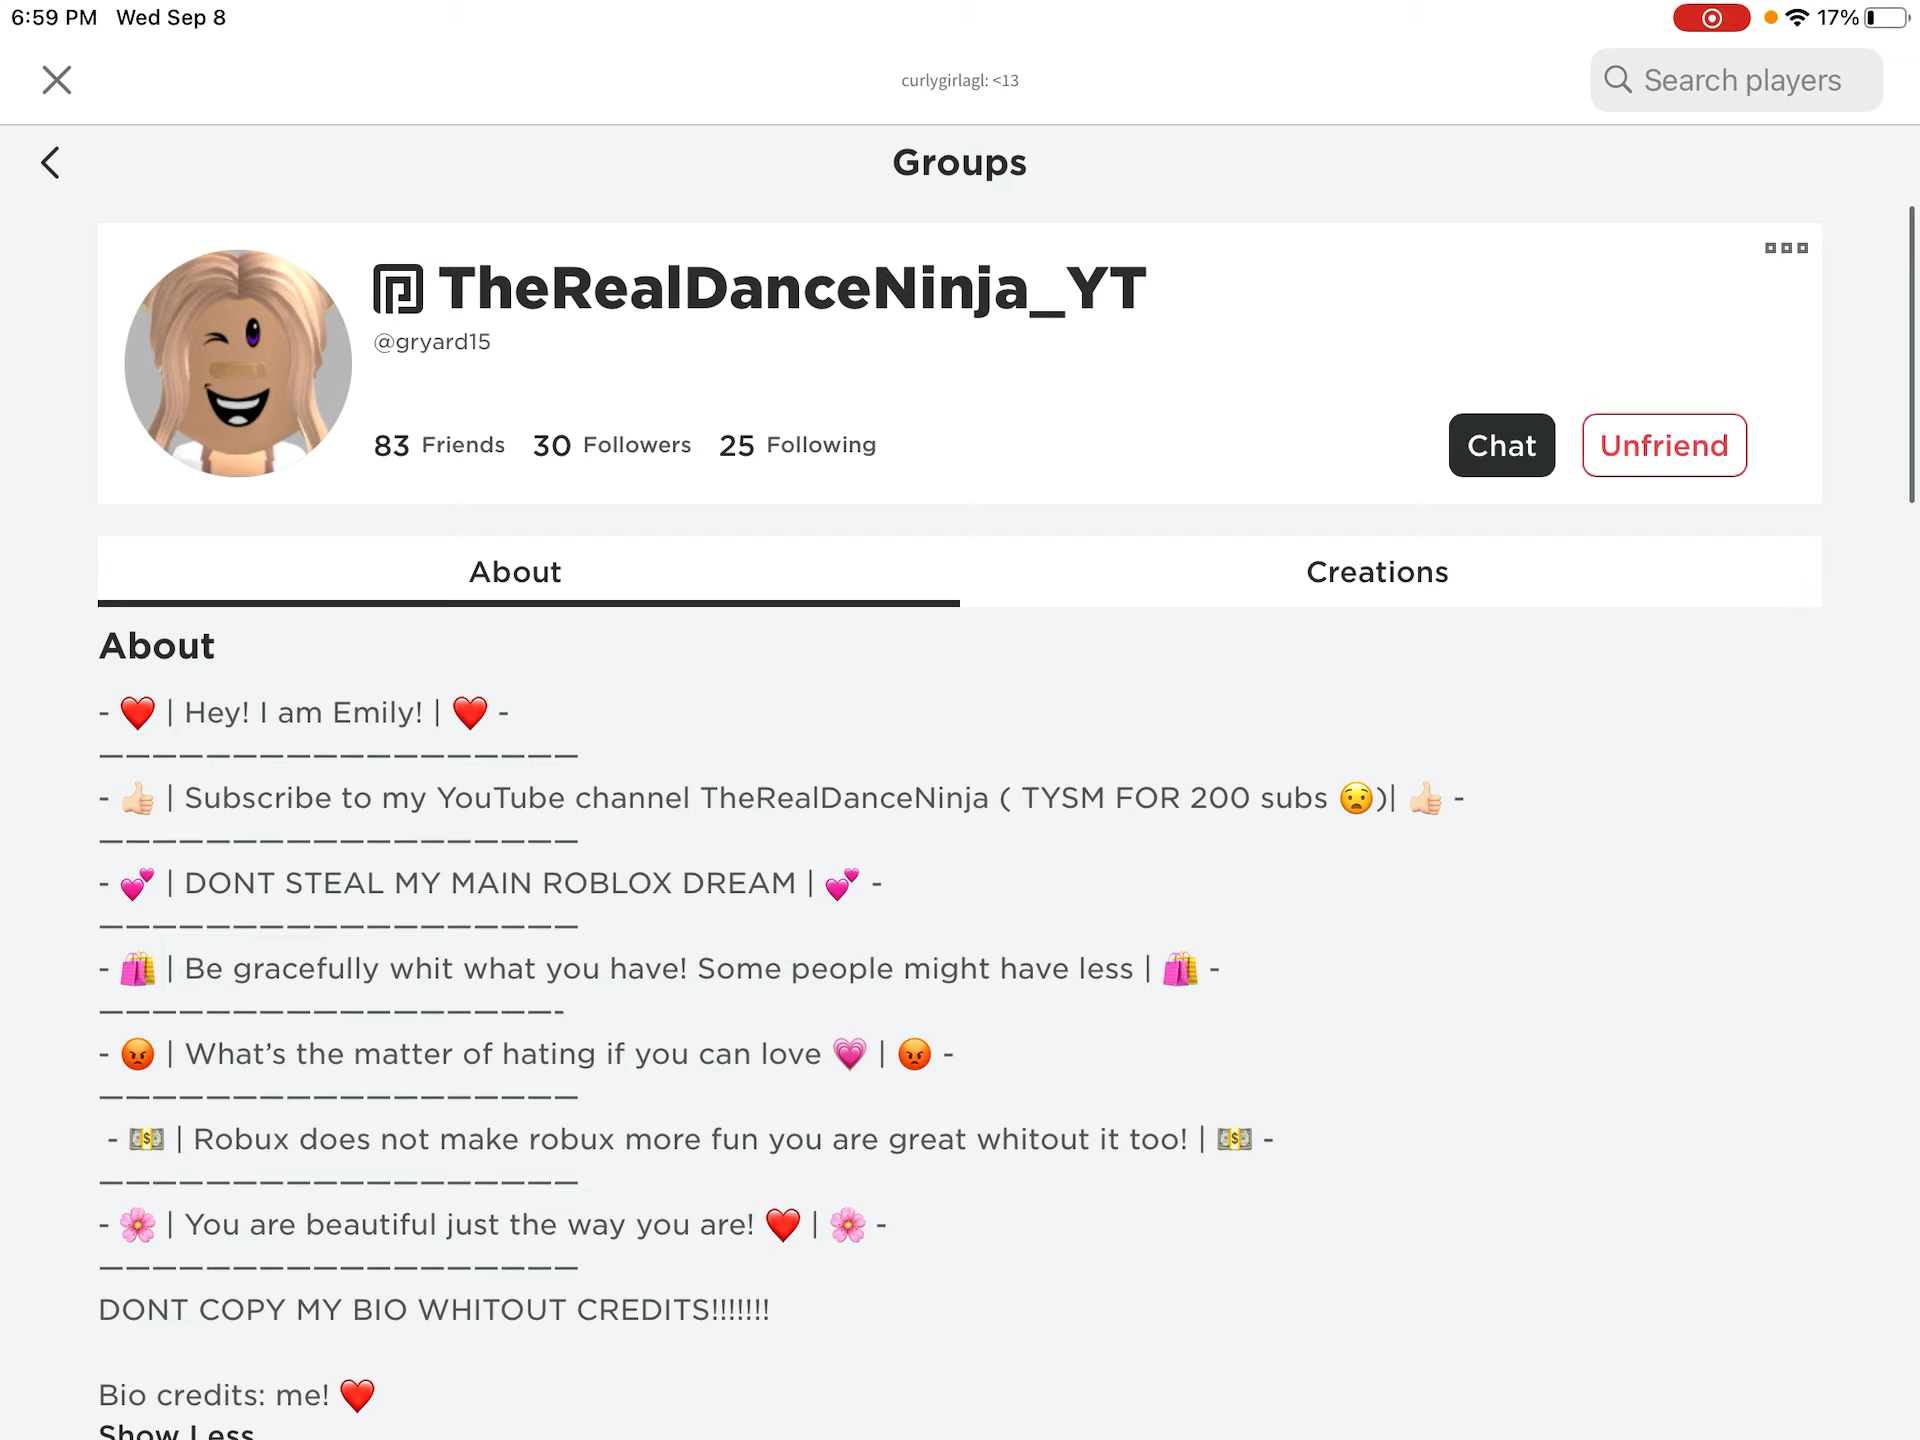 6:59 PM Wed Sep 8 17%
curlygirlagl: <13
Search players
Groups
TheRealDanceNinja_YT
@gryard15
83 Friends 30 Followers 25 Following
Chat Unfriend
About Creations
About
- ❤️ | Hey! I am Emily! | ❤️ -
——————————————————
- 👍🏻 | Subscribe to my YouTube channel TheRealDanceNinja ( TYSM FOR 200 subs 😧)| 👍🏻 -
——————————————————
- 💕 | DONT STEAL MY MAIN ROBLOX DREAM | 💕 -
——————————————————
- 🛍 | Be gracefully whit what you have! Some people might have less | 🛍 -
—————————————————-
- 😡 | What’s the matter of hating if you can love 💗 | 😡 -
——————————————————
- 💵 | Robux does not make robux more fun you are great whitout it too! | 💵 -
——————————————————
- 🌸 | You are beautiful just the way you are! ❤️ | 🌸 -
——————————————————
DONT COPY MY BIO WHITOUT CREDITS!!!!!!!
Bio credits: me! ❤️
Show Less